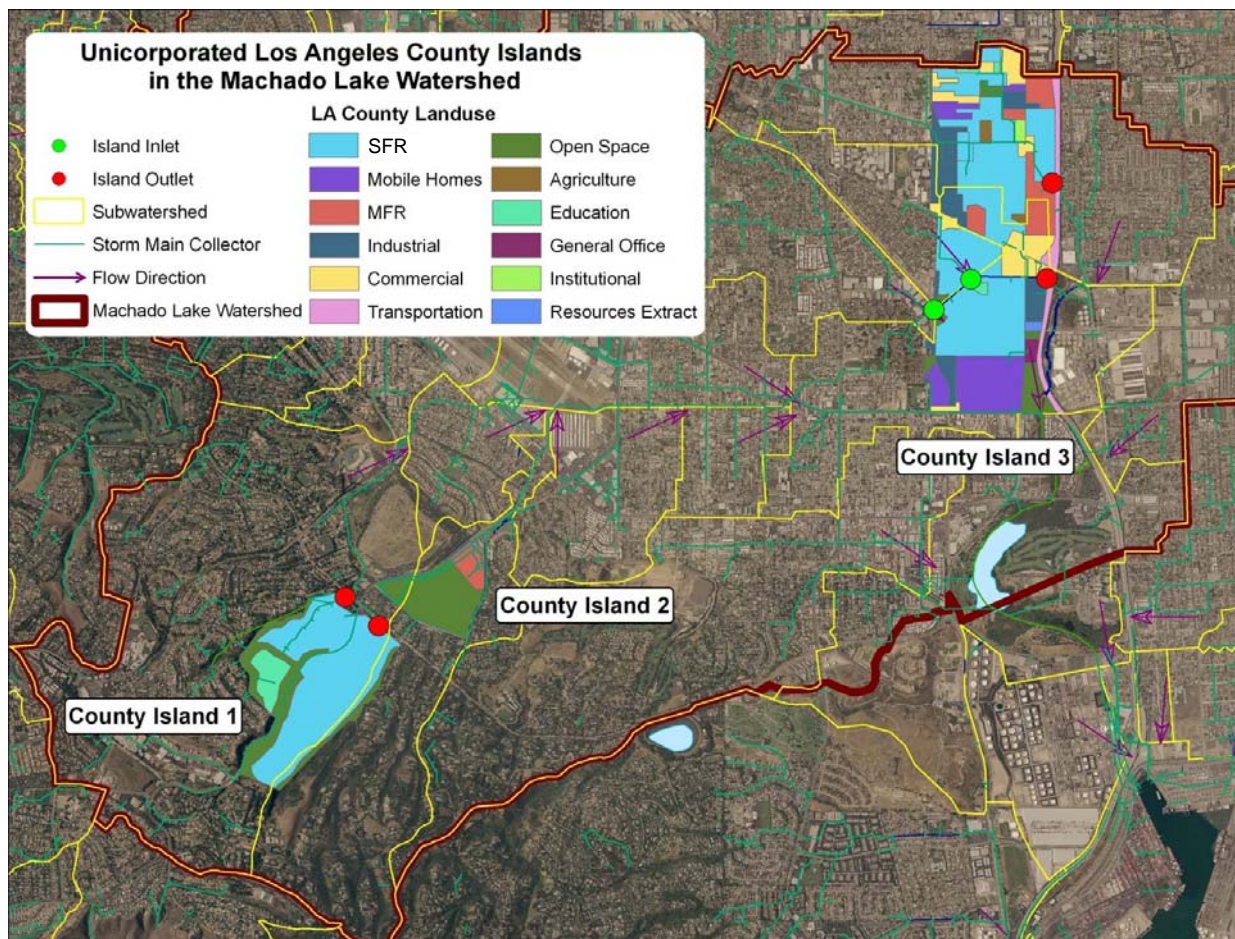 Unicorporated Los Angeles County Islands
in the Machado Lake Watershed
LA County Landuse
Island Inlet
Island Outlet
Subwatershed
Storm Main Collector
Flow Direction
Machado Lake Watershed
SFR
Mobile Homes
MFR
Industrial
Commercial
Transportation
Open Space
Agriculture
Education
General Office
Institutional
Resources Extract
County Island 3
County Island 2
County Island 1